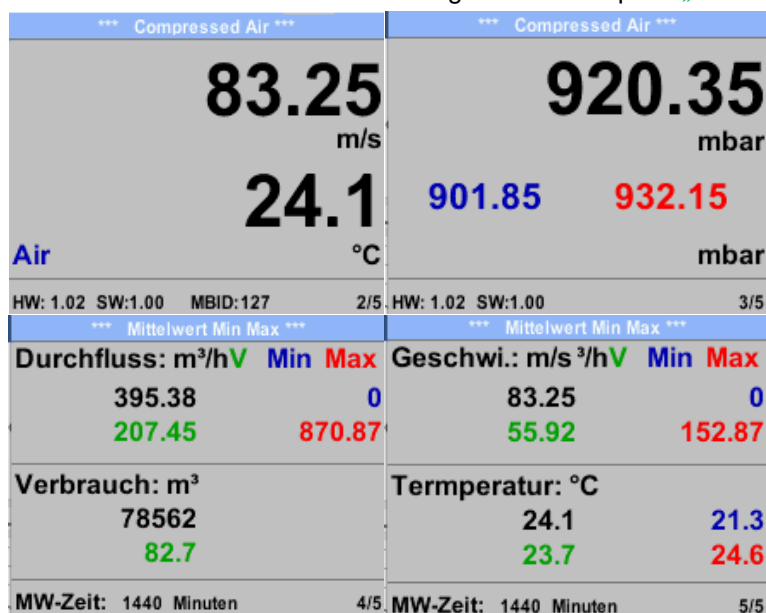 *** Compressed Air ***
83.25
m/s
24.1
Air °C
HW: 1.02 SW:1.00 MBID:127 2/5
*** Compressed Air ***
920.35
mbar
901.85 932.15
mbar
HW: 1.02 SW:1.00 3/5
*** Mittelwert Min Max ***
Durchfluss: m³/hV Min Max
395.38 0
207.45 870.87
Verbrauch: m³
78562
82.7
MW-Zeit: 1440 Minuten 4/5
*** Mittelwert Min Max ***
Geschwi.: m/s ³/hV Min Max
83.25 0
55.92 152.87
Termperatur: °C
24.1 21.3
23.7 24.6
MW-Zeit: 1440 Minuten 5/5